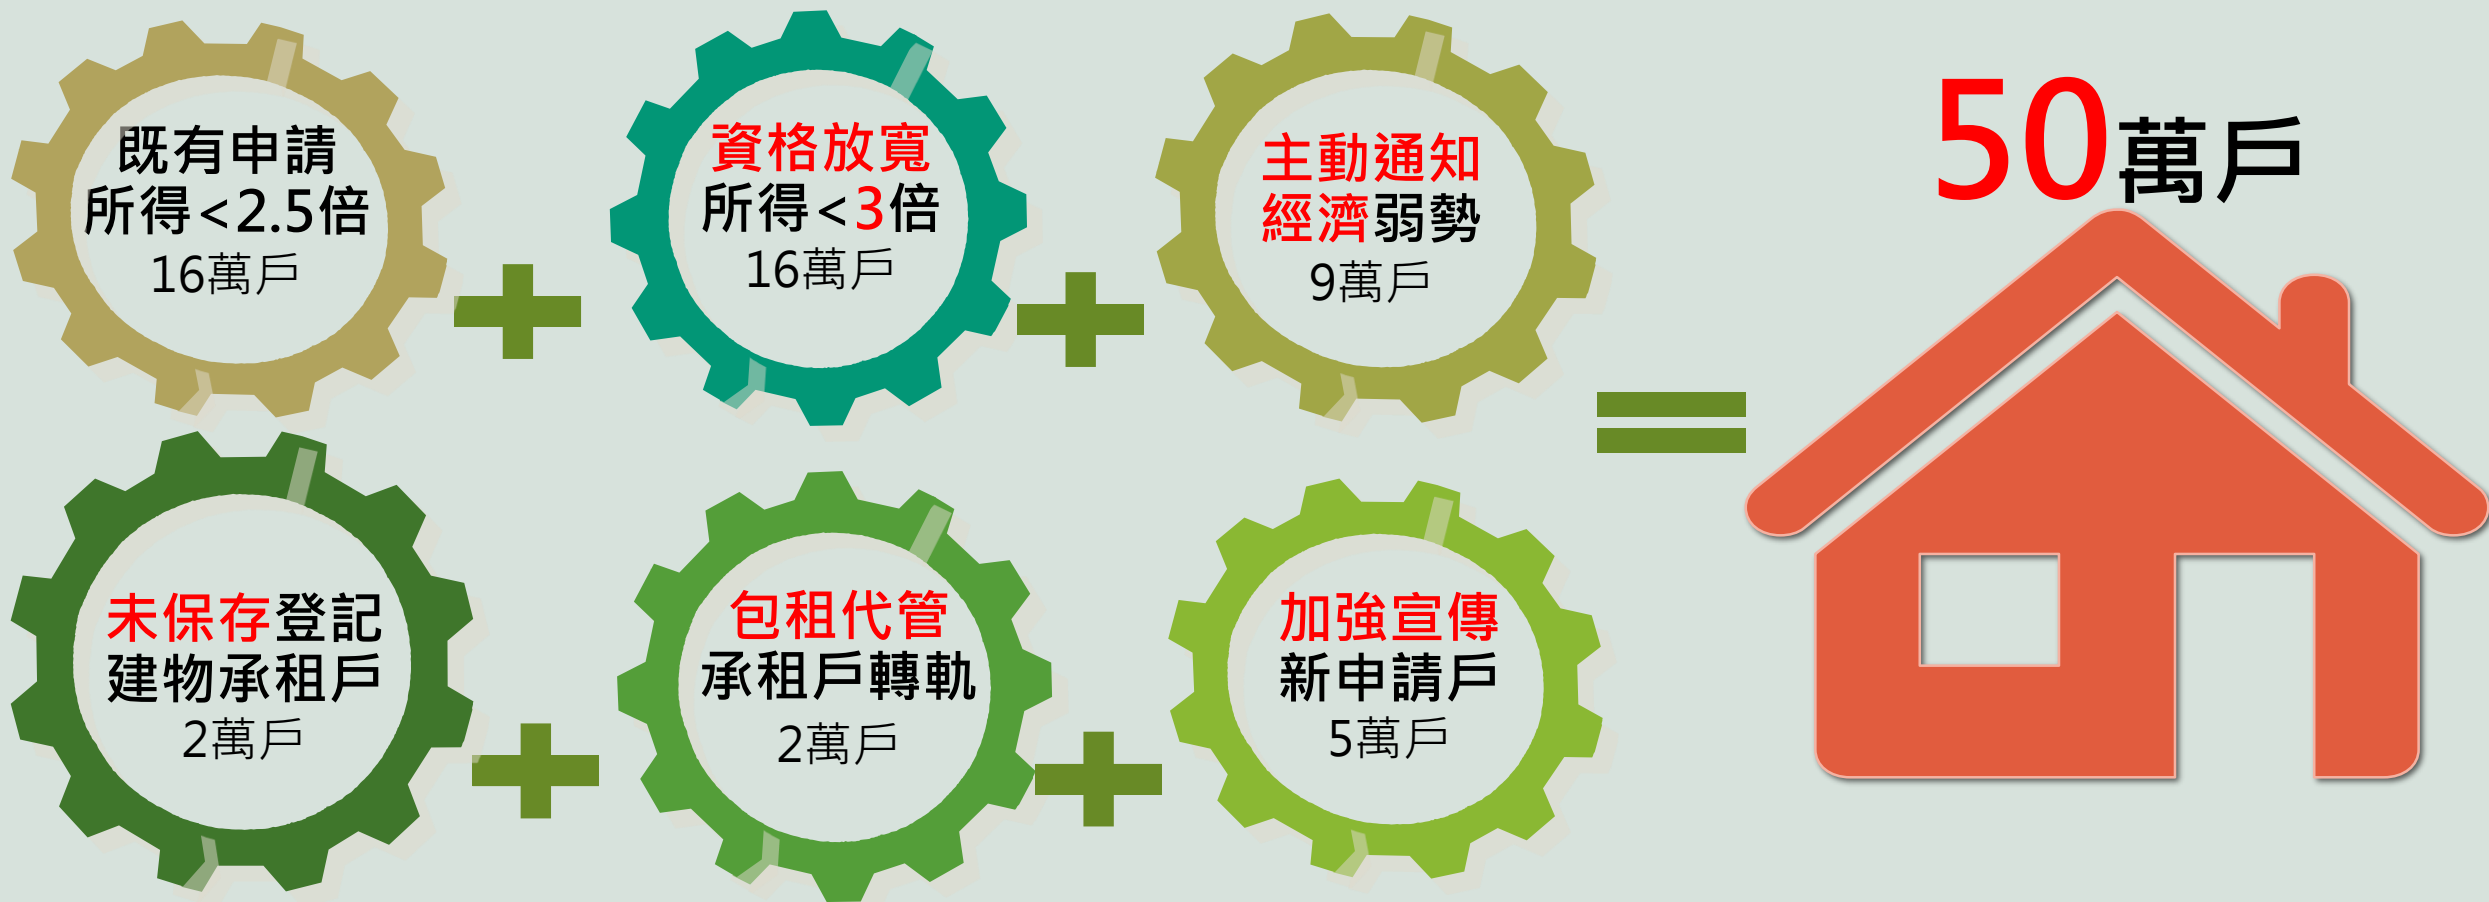 既有申請
所得<2.5倍
16萬戶
資格放寬
所得<3倍
16萬戶
主動通知
經濟弱勢
9萬戶
50萬戶
未保存登記
建物承租戶
2萬戶
包租代管
承租戶轉軌
2萬戶
加強宣傳
新申請戶
5萬戶